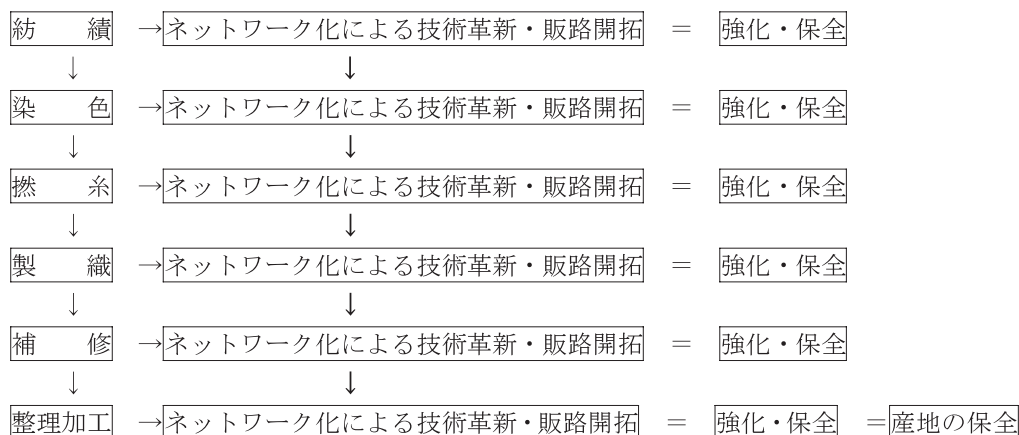 紡　績 →ネットワーク化による技術革新・販路開拓 ＝ 強化・保全
↓ ↓
染　色 →ネットワーク化による技術革新・販路開拓 ＝ 強化・保全
↓ ↓
撚　糸 →ネットワーク化による技術革新・販路開拓 ＝ 強化・保全
↓ ↓
製　織 →ネットワーク化による技術革新・販路開拓 ＝ 強化・保全
↓ ↓
補　修 →ネットワーク化による技術革新・販路開拓 ＝ 強化・保全
↓ ↓
整理加工 →ネットワーク化による技術革新・販路開拓 ＝ 強化・保全 ＝産地の保全